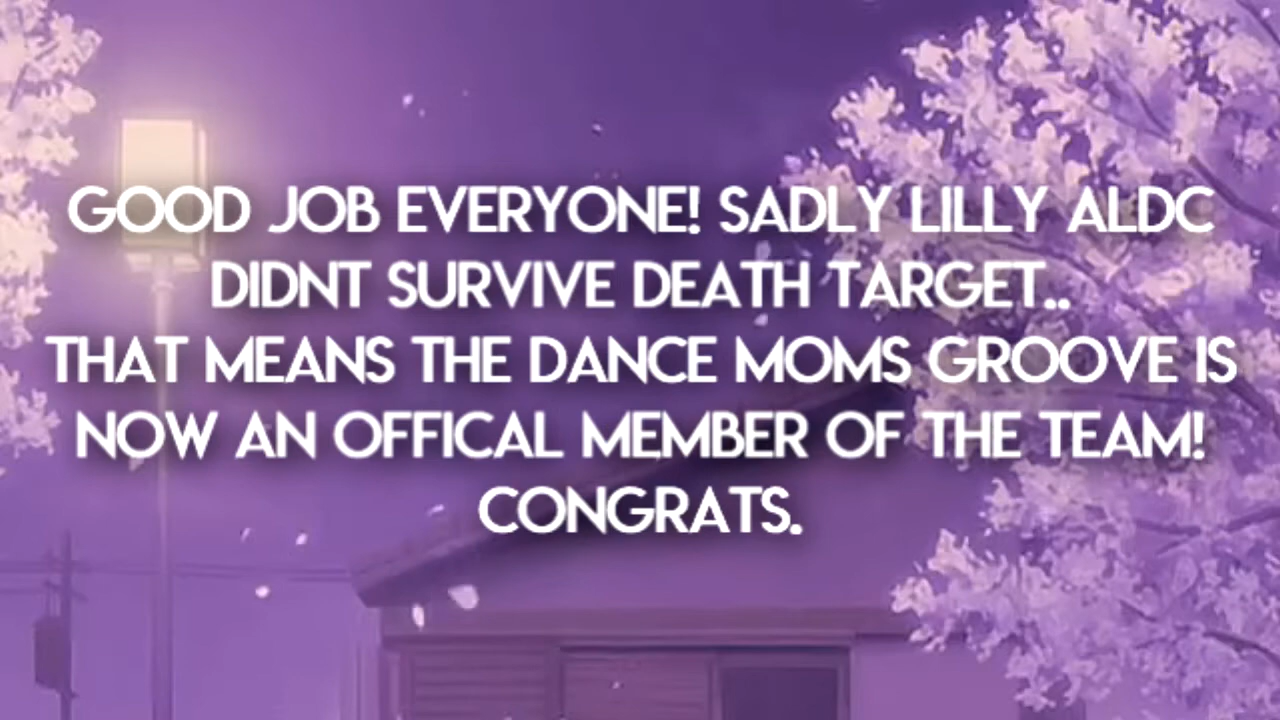 GOOD JOB EVERYONE! SADLY LILLY ALDC
DIDNT SURVIVE DEATH TARGET..
THAT MEANS THE DANCE MOMS GROOVE IS
NOW AN OFFICAL MEMBER OF THE TEAM!
CONGRATS.